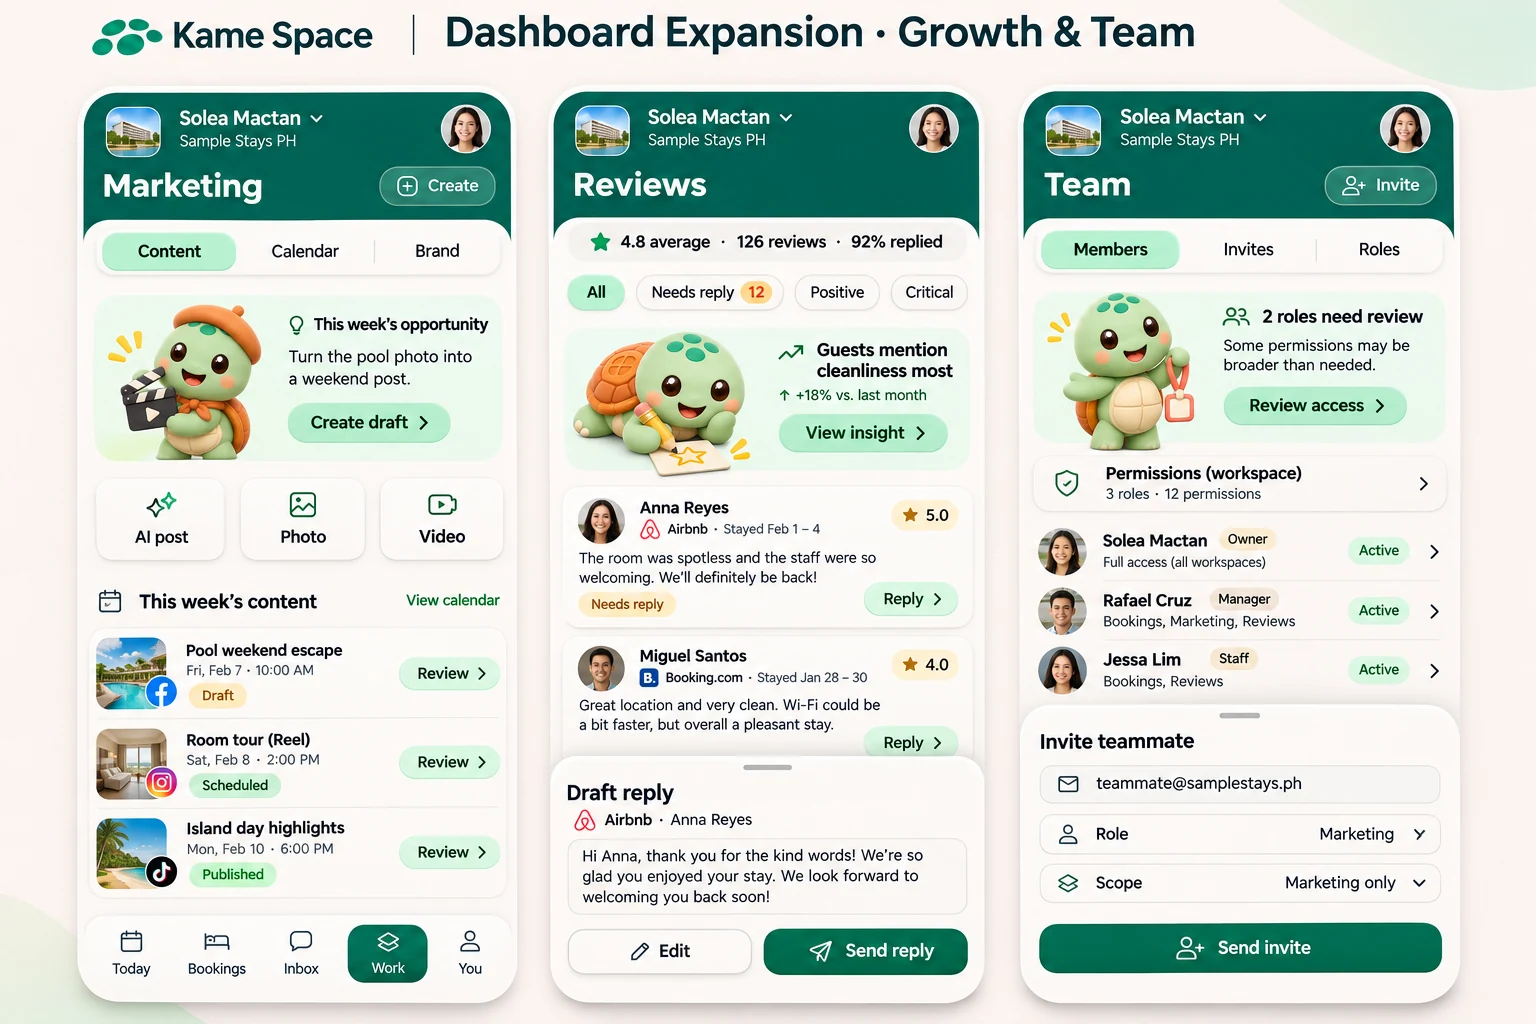 Kame Space
Dashboard Expansion · Growth & Team
Solea Mactan
Sample Stays PH
Marketing
Create
Content
Calendar
Brand
This week's opportunity
Turn the pool photo into
a weekend post.
Create draft
AI post
Photo
Video
This week's content
View calendar
Pool weekend escape
Fri, Feb 7 · 10:00 AM
Draft
Review
Room tour (Reel)
Sat, Feb 8 · 2:00 PM
Scheduled
Review
Island day highlights
Mon, Feb 10 · 6:00 PM
Published
Review
Today
Bookings
Inbox
Work
You
Solea Mactan
Sample Stays PH
Reviews
4.8 average · 126 reviews · 92% replied
All
Needs reply 12
Positive
Critical
Guests mention
cleanliness most
↑ +18% vs. last month
View insight
Anna Reyes
Airbnb · Stayed Feb 1 – 4
5.0
The room was spotless and the staff were so
welcoming. We'll definitely be back!
Needs reply
Reply
Miguel Santos
B. Booking.com · Stayed Jan 28 – 30
4.0
Great location and very clean. Wi-Fi could be
a bit faster, but overall a pleasant stay.
Reply
Draft reply
Airbnb · Anna Reyes
Hi Anna, thank you for the kind words! We're so
glad you enjoyed your stay. We look forward to
welcoming you back soon!
Edit
Send reply
Solea Mactan
Sample Stays PH
Team
Invite
Members
Invites
Roles
2 roles need review
Some permissions may be
broader than needed.
Review access
Permissions (workspace)
3 roles · 12 permissions
Solea Mactan Owner
Full access (all workspaces)
Active
Rafael Cruz Manager
Bookings, Marketing, Reviews
Active
Jessa Lim Staff
Bookings, Reviews
Active
Invite teammate
teammate@samplestays.ph
Role Marketing
Scope Marketing only
Send invite